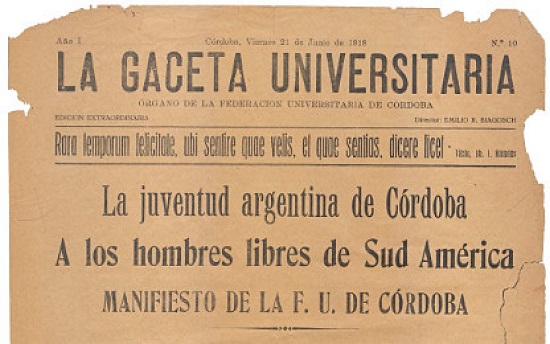 Año I Córdoba, Viernes 21 de Junio de 1918 N.º 10
LA GACETA UNIVERSITARIA
ORGANO DE LA FEDERACION UNIVERSITARIA DE CORDOBA
EDICION EXTRAORDINARIA Director: EMILIO R. BIAGOSCH
Rara temporum felicitate, ubi sentire quae velis, et quae sentias, dicere licet - Tácito, lib. I.
La juventud argentina de Córdoba
A los hombres libres de Sud América
MANIFIESTO DE LA F. U. DE CÓRDOBA